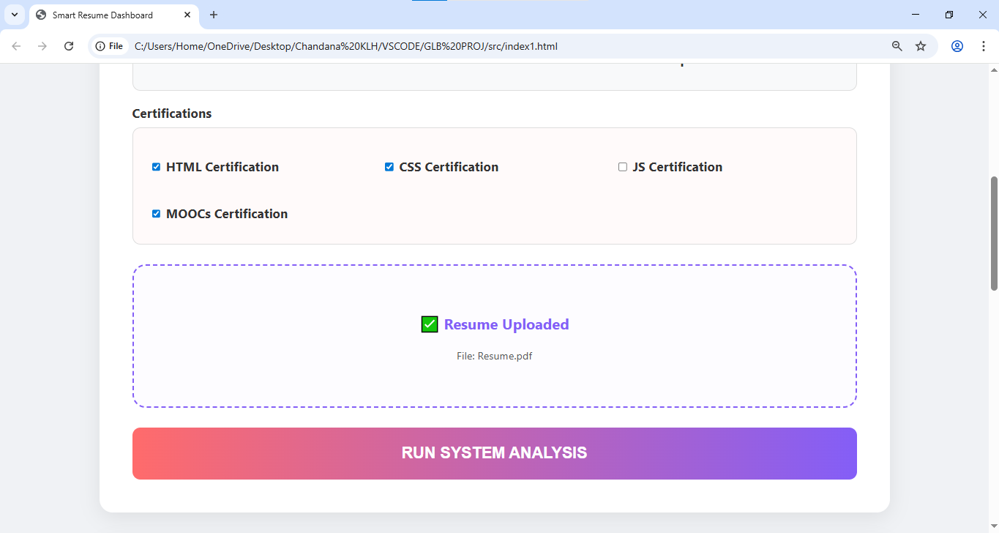 Smart Resume Dashboard
File C:/Users/Home/OneDrive/Desktop/Chandana%20KLH/VSCODE/GLB%20PROJ/src/index1.html
Certifications
HTML Certification CSS Certification JS Certification
MOOCs Certification
Resume Uploaded
File: Resume.pdf
RUN SYSTEM ANALYSIS